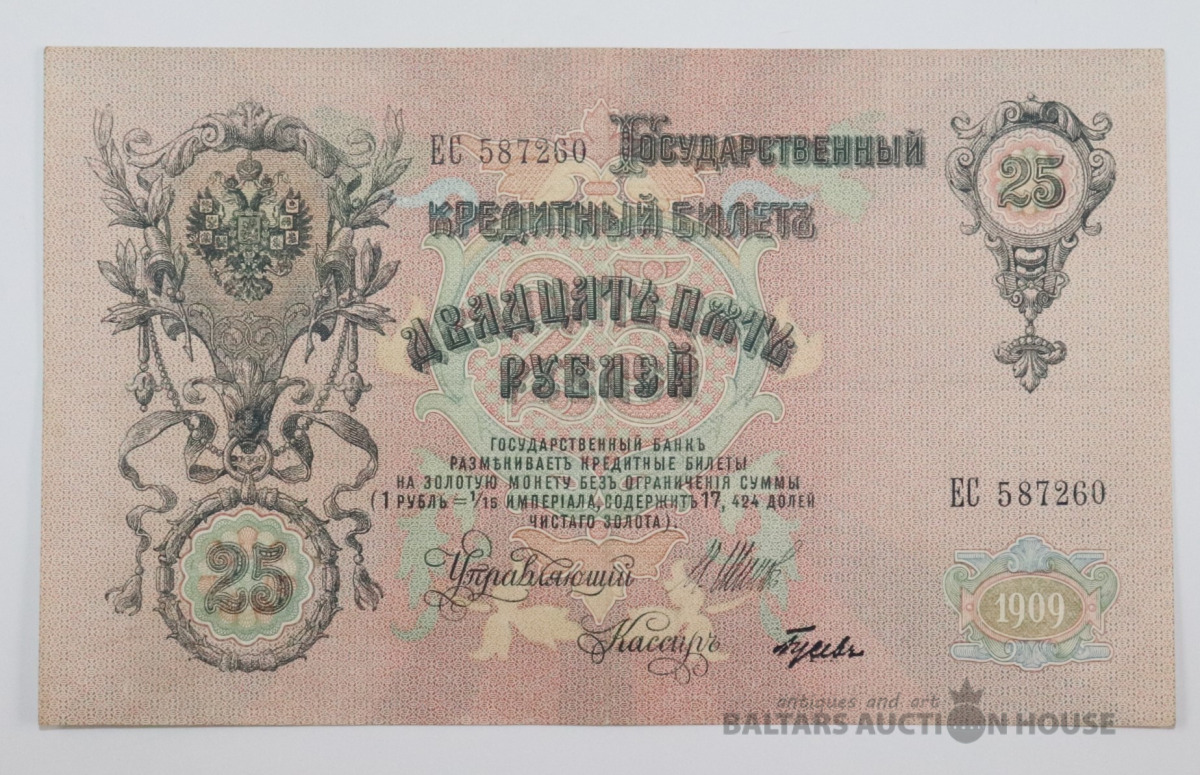 ЕС 587260 Государственный
Кредитный Билетъ
25
Двадцать пять
рублей
Государственный банкъ
размѣниваетъ кредитные билеты
на золотую монету безъ ограниченія суммы
(1 рубль = 1/15 имперіала, содержитъ 17, 424 долей
чистаго золота).
ЕС 587260
25
Управляющій
Кассиръ Гусевъ
1909
antiques and art
BALTARS AUCTION HOUSE